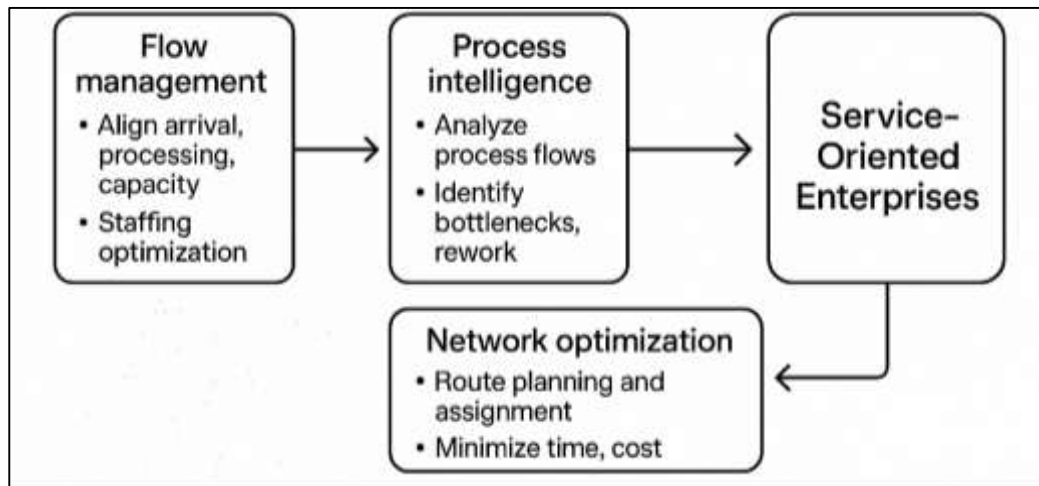 Flow
management
• Align arrival,
processing,
capacity
• Staffing
optimization
Process
intelligence
• Analyze
process flows
• Identify
bottlenecks,
rework
Service-
Oriented
Enterprises
Network optimization
• Route planning and
assignment
• Minimize time, cost